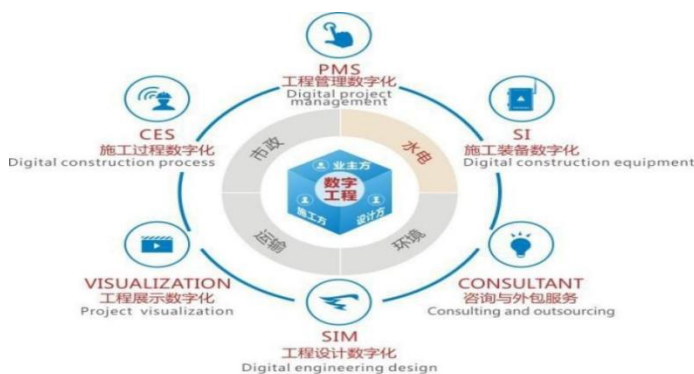 PMS
工程管理数字化
Digital project
management
CES
施工过程数字化
Digital construction process
SI
施工装备数字化
Digital construction equipment
市政
水电
业主方
数字
工程
施工方
设计方
运输
环境
VISUALIZATION
工程展示数字化
Project visualization
CONSULTANT
咨询与外包服务
Consulting and outsourcing
SIM
工程设计数字化
Digital engineering design